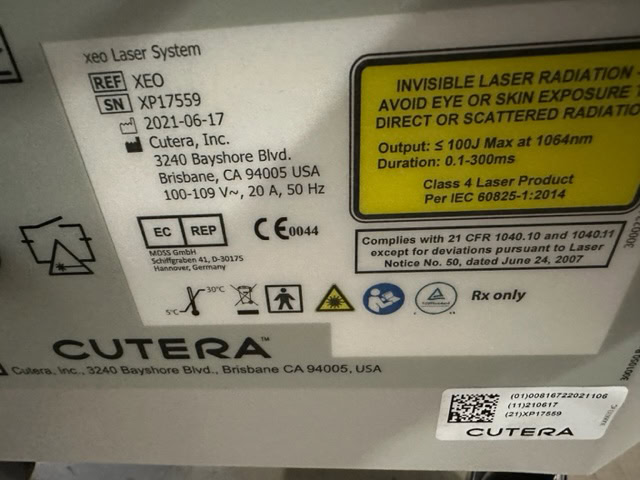 xeo Laser System
REF XEO
SN XP17559
2021-06-17
Cutera, Inc.
3240 Bayshore Blvd.
Brisbane, CA 94005 USA
100-109 V~, 20 A, 50 Hz
EC REP
CE0044
MDSS GmbH
Schiffgraben 41, D-30175
Hannover, Germany
5°C
30°C
INVISIBLE LASER RADIATION -
AVOID EYE OR SKIN EXPOSURE
DIRECT OR SCATTERED RADIATIO
Output: ≤ 100J Max at 1064nm
Duration: 0.1-300ms
Class 4 Laser Product
Per IEC 60825-1:2014
Complies with 21 CFR 1040.10 and 1040.11
except for deviations pursuant to Laser
Notice No. 50, dated June 24, 2007
Rx only
CUTERA™
Cutera, Inc., 3240 Bayshore Blvd., Brisbane CA 94005, USA
(01)00816722021106
(11)210617
(21)XP17559
CUTERA